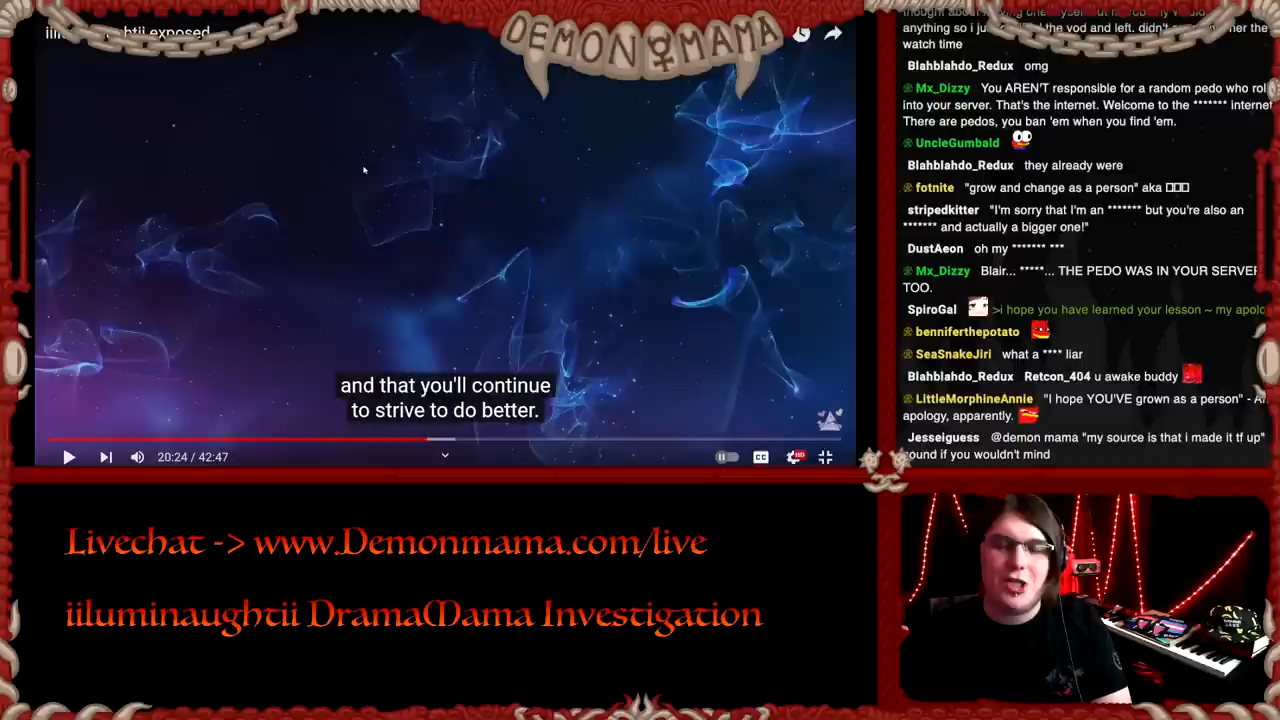 iilu htii exposed
DEMON MAMA
anything so i ju the vod and left. didn't her the
watch time
Blahblahdo_Redux omg
Mx_Dizzy You AREN'T responsible for a random pedo who rol
into your server. That's the internet. Welcome to the ******* internet
There are pedos, you ban 'em when you find 'em.
UncleGumbald
Blahblahdo_Redux they already were
fotnite "grow and change as a person" aka
stripedkitter "I'm sorry that I'm an ******* but you're also an
******* and actually a bigger one!"
DustAeon oh my ******* ***
Mx_Dizzy Blair... *****... THE PEDO WAS IN YOUR SERVER
TOO.
SpiroGal >i hope you have learned your lesson ~ my apolo
benniferthepotato
SeaSnakeJiri what a **** liar
Blahblahdo_Redux Retcon_404 u awake buddy
LittleMorphineAnnie "I hope YOU'VE grown as a person" -
apology, apparently.
Jesseiguess @demon mama "my source is that i made it tf up"
sound if you wouldn't mind
and that you'll continue
to strive to do better.
20:24 / 42:47
CC
HD
Livechat -> www.Demonmama.com/live
iiluminaughtii DramaMama Investigation